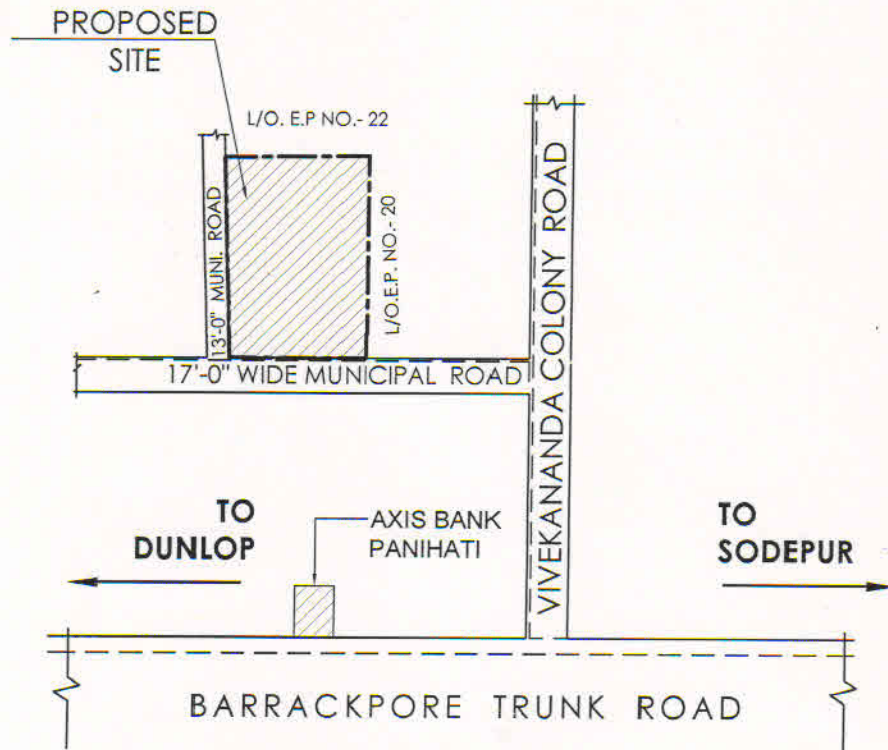 PROPOSED
SITE
L/O. E.P NO.- 22
13'-0" MUNI. ROAD
L/O.E.P. NO.- 20
VIVEKANANDA COLONY ROAD
17'-0" WIDE MUNICIPAL ROAD
TO
DUNLOP
AXIS BANK
PANIHATI
TO
SODEPUR
BARRACKPORE TRUNK ROAD